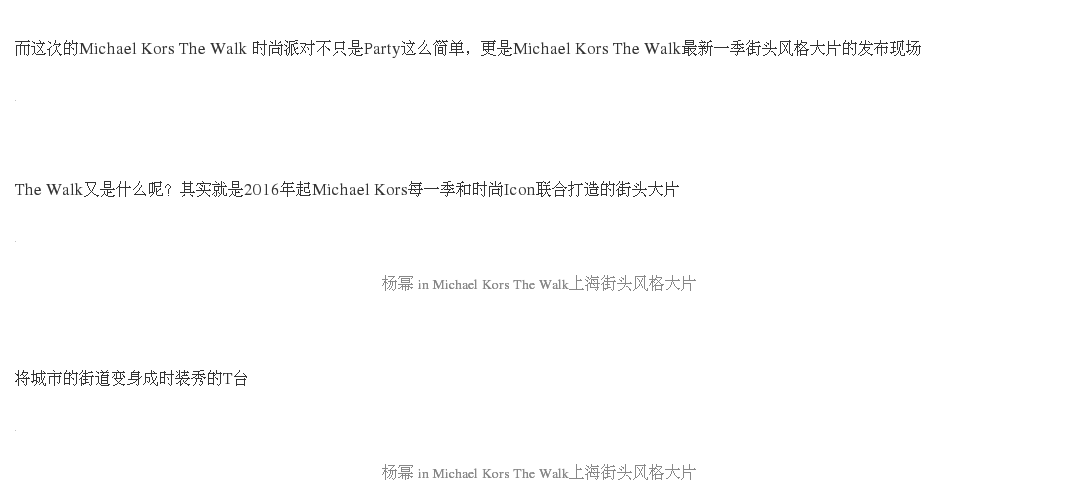 而这次的Michael Kors The Walk 时尚派对不只是Party这么简单，更是Michael Kors The Walk最新一季街头风格大片的发布现场
The Walk又是什么呢？其实就是2016年起Michael Kors每一季和时尚Icon联合打造的街头大片
杨幂 in Michael Kors The Walk上海街头风格大片
将城市的街道变身成时装秀的T台
杨幂 in Michael Kors The Walk上海街头风格大片